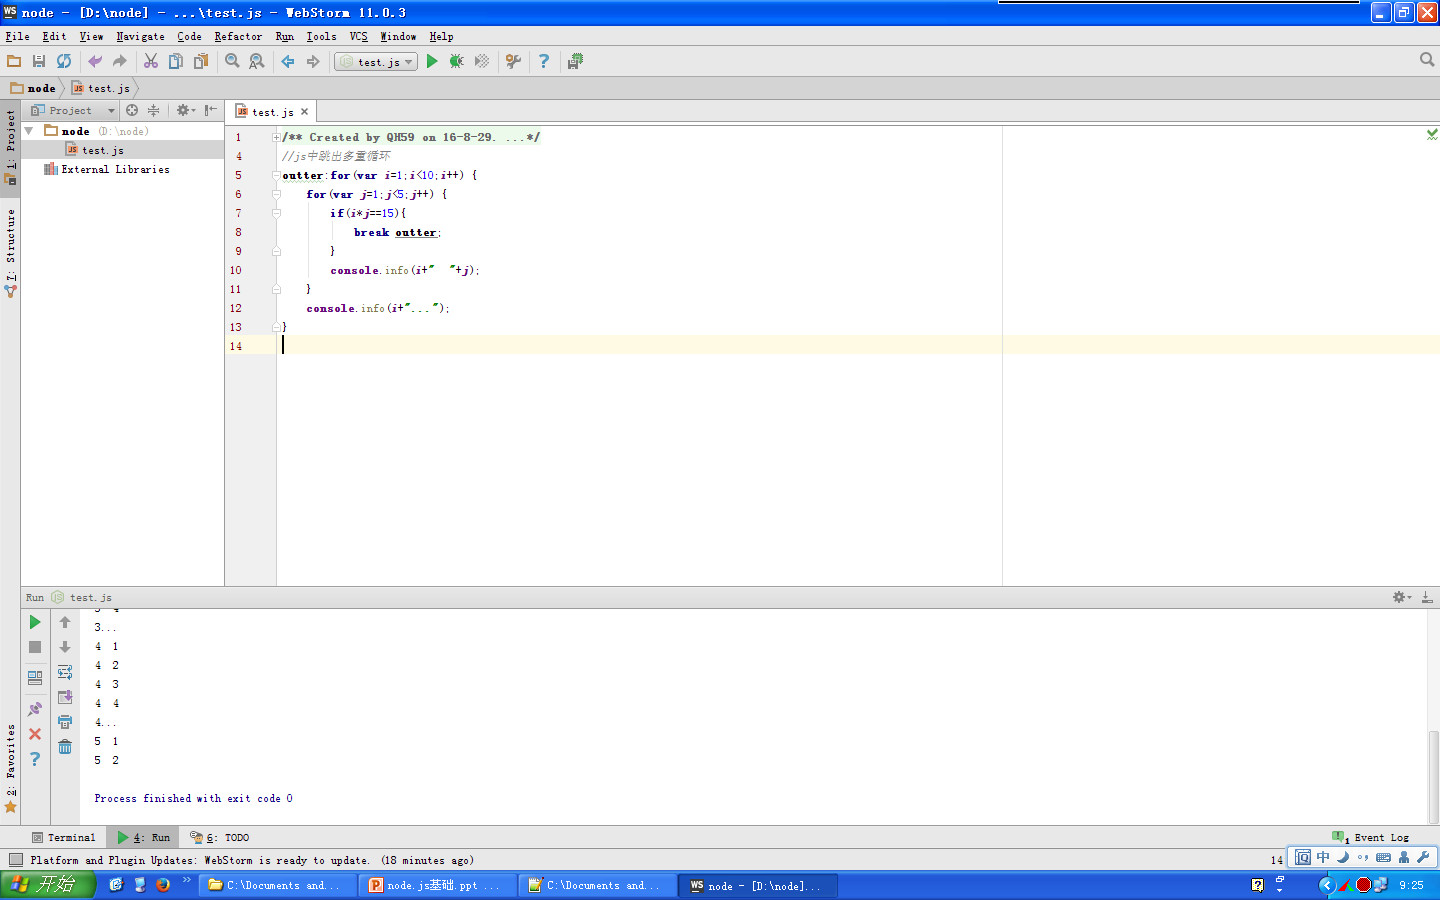 WS node - [D:\node] - ...\test.js - WebStorm 11.0.3
File Edit View Navigate Code Refactor Run Tools VCS Window Help
test.js
node test.js
1: Project
Project
test.js
node (D:\node)
test.js
External Libraries
7: Structure
2: Favorites
1 /** Created by QH59 on 16-8-29. ...*/
4 //js中跳出多重循环
5 outter:for(var i=1;i<10;i++) {
6 for(var j=1;j<5;j++) {
7 if(i*j==15){
8 break outter;
9 }
10 console.info(i+"  "+j);
11 }
12 console.info(i+"...");
13 }
14
Run test.js
3 4
3...
4 1
4 2
4 3
4 4
4...
5 1
5 2
Process finished with exit code 0
Terminal 4: Run 6: TODO 1 Event Log
Platform and Plugin Updates: WebStorm is ready to update. (18 minutes ago) 14
中
开始 C:\Documents and... node.js基础.ppt ... C:\Documents and... WS node - [D:\node]... 9:25